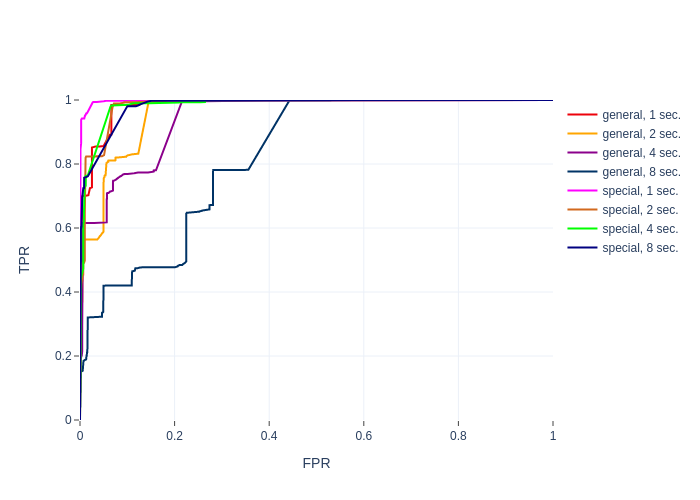 TPR
1
0.8
0.6
0.4
0.2
0
0 0.2 0.4 0.6 0.8 1
FPR
general, 1 sec.
general, 2 sec.
general, 4 sec.
general, 8 sec.
special, 1 sec.
special, 2 sec.
special, 4 sec.
special, 8 sec.